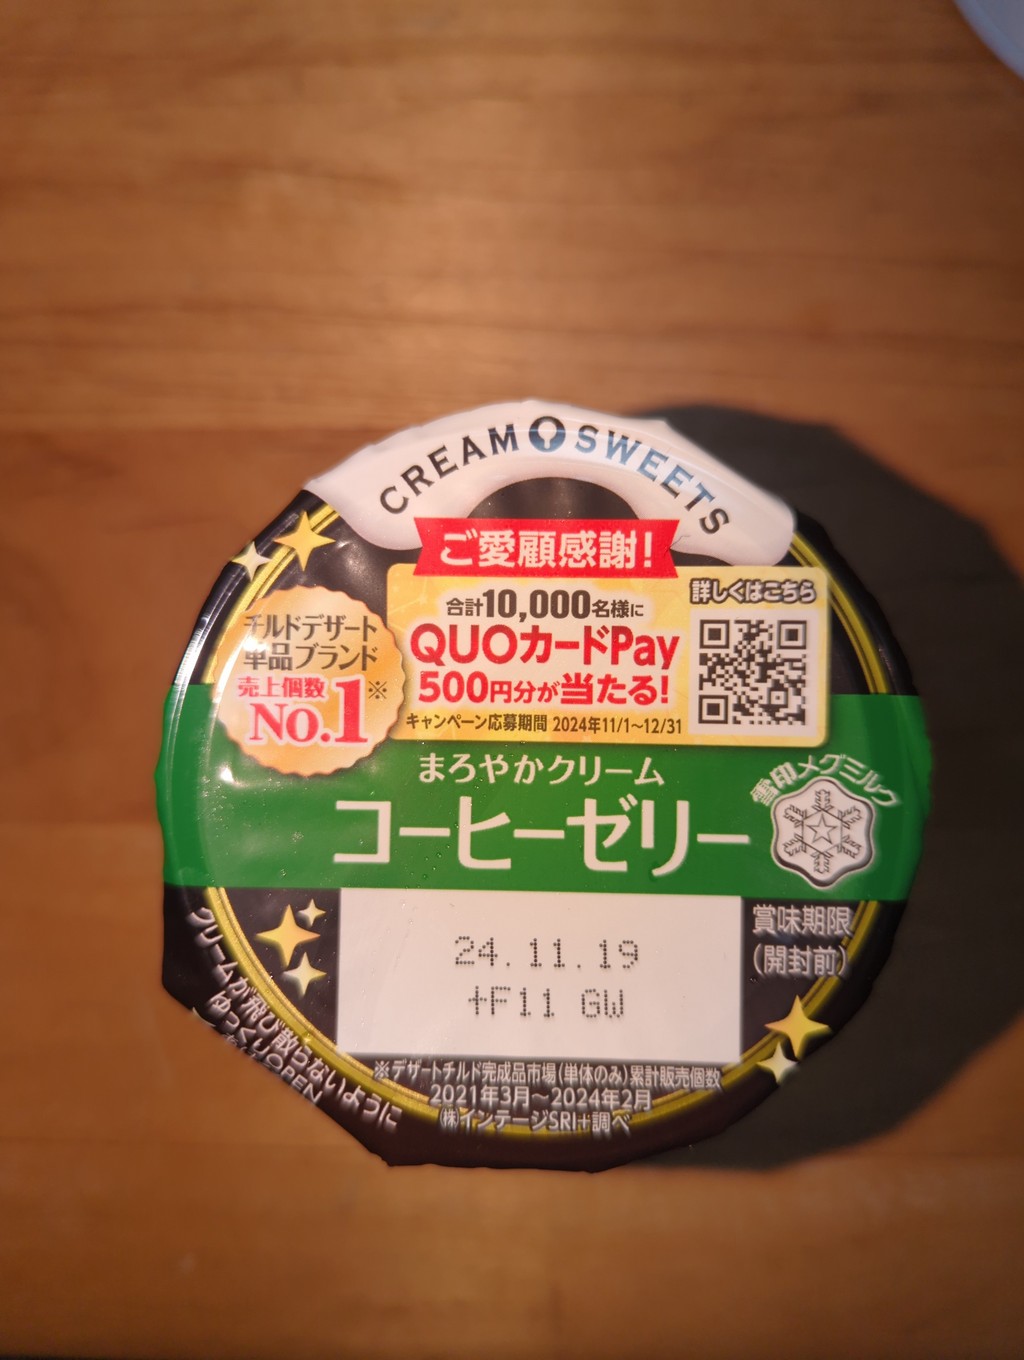 CREAM SWEETS
ご愛顧感謝!
合計10,000名様に
QUOカードPay
500円分が当たる!
キャンペーン応募期間 2024年11/1~12/31
詳しくはこちら
チルドデザート
単品ブランド
売上個数
No.1※
まろやかクリーム
コーヒーゼリー
雪印メグミルク
24.11.19
+F11 GW
賞味期限
(開封前)
※デザートチルド完成品市場(単体のみ)累計販売個数
2021年3月~2024年2月
㈱インテージSRI+調べ
クリームが飛び散らないように
ゆっくりOPEN